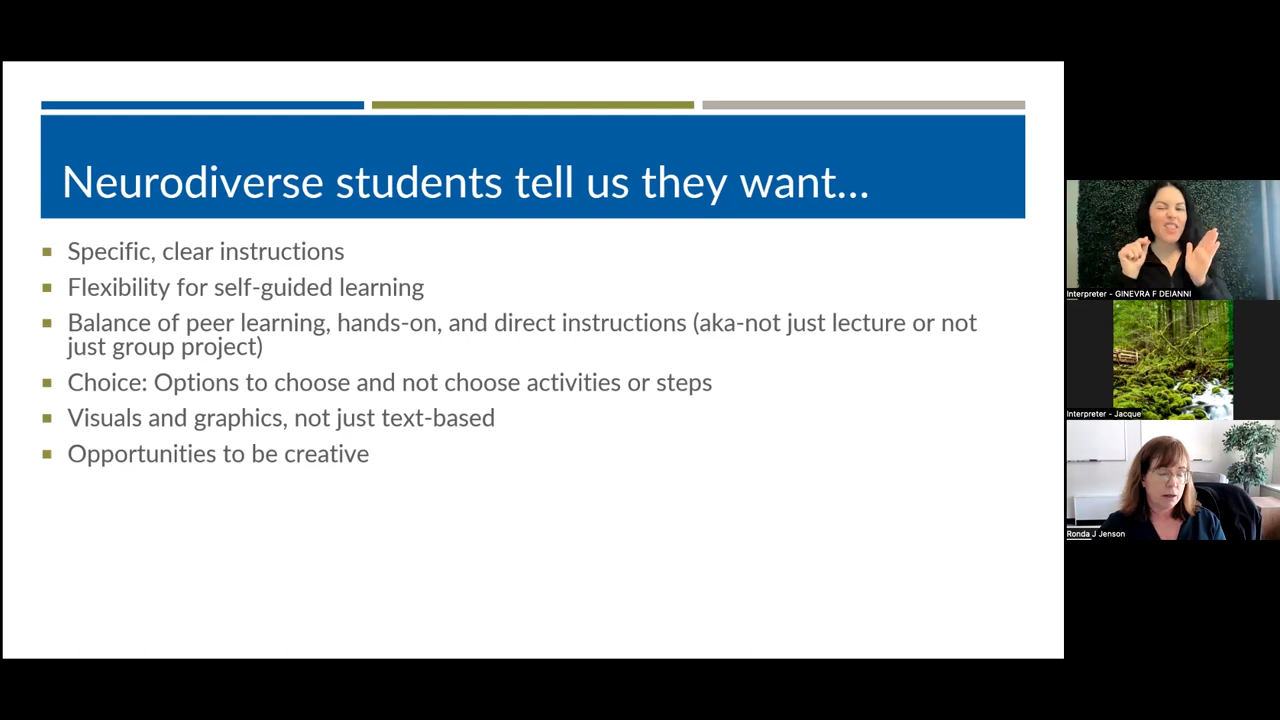 Neurodiverse students tell us they want...
Specific, clear instructions
Flexibility for self-guided learning
Balance of peer learning, hands-on, and direct instructions (aka-not just lecture or not
just group project)
Choice: Options to choose and not choose activities or steps
Visuals and graphics, not just text-based
Opportunities to be creative
Interpreter - GINEVRA F DEIANNI
Interpreter - Jacque
Ronda J Jenson